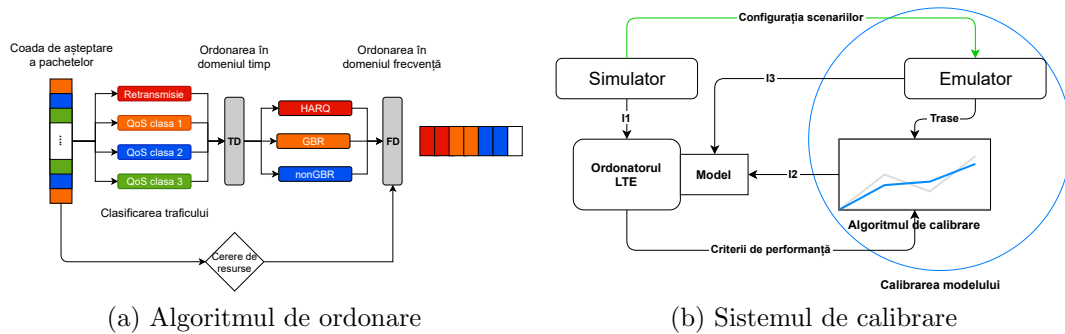 Coada de așteptare
a pachetelor
Ordonarea în
domeniul timp
Ordonarea în
domeniul frecvență
Retransmisie
QoS clasa 1
QoS clasa 2
QoS clasa 3
...
TD
HARQ
GBR
nonGBR
FD
Clasificarea traficului
Cerere de
resurse
(a) Algoritmul de ordonare
Configurația scenariilor
Simulator
Emulator
I3
I1
Trase
Ordonatorul
LTE
Model
I2
Algoritmul de calibrare
Criterii de performanță
Calibrarea modelului
(b) Sistemul de calibrare